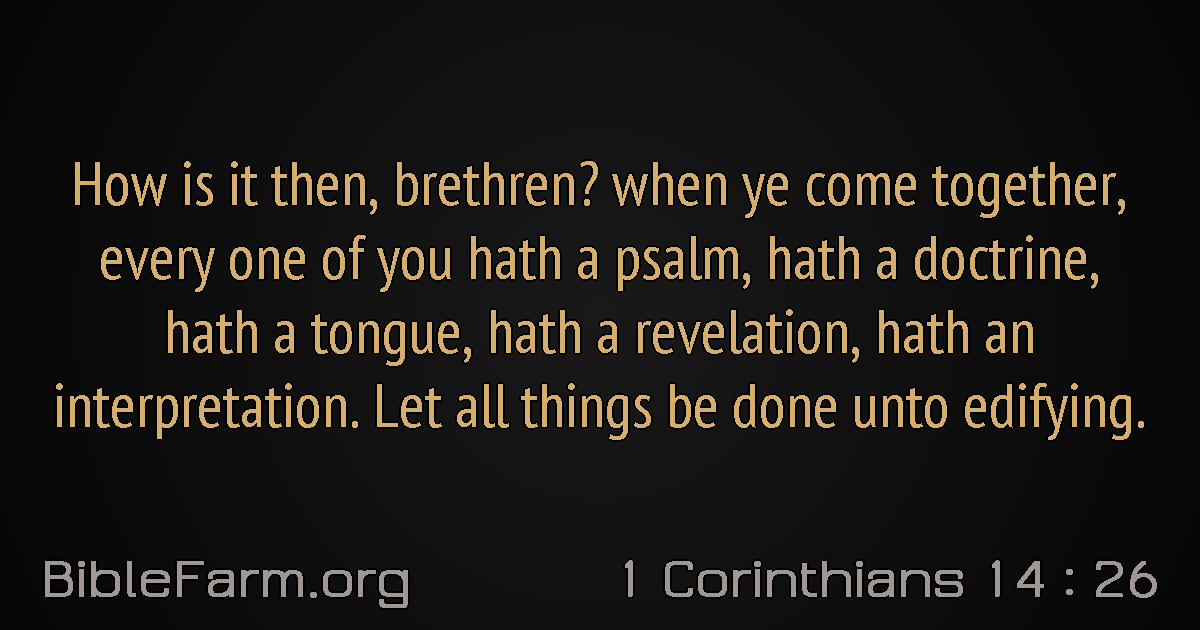 How is it then, brethren? when ye come together,
every one of you hath a psalm, hath a doctrine,
hath a tongue, hath a revelation, hath an
interpretation. Let all things be done unto edifying.
BibleFarm.org
1 Corinthians 14 : 26